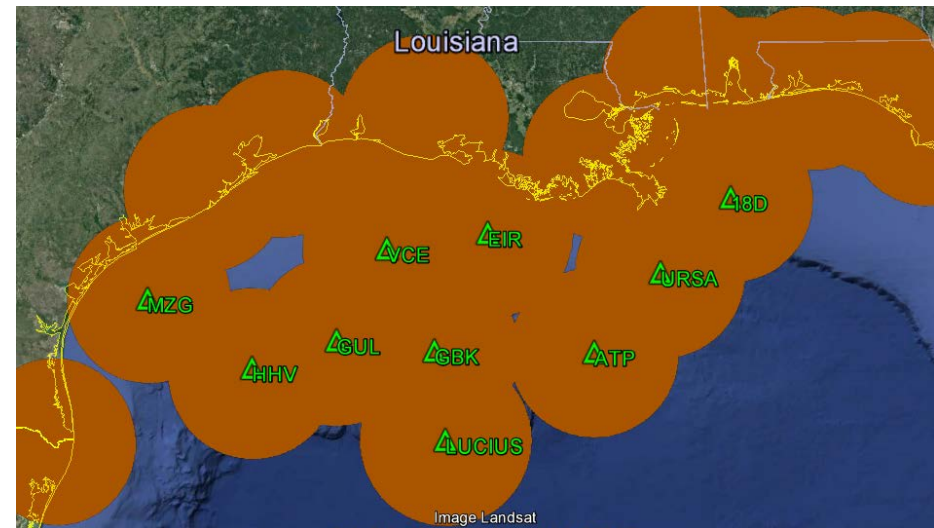 Louisiana
18D
EIR
VCE
URSA
MZG
GUL
GBK
ATP
HHV
LUCIUS
Image Landsat